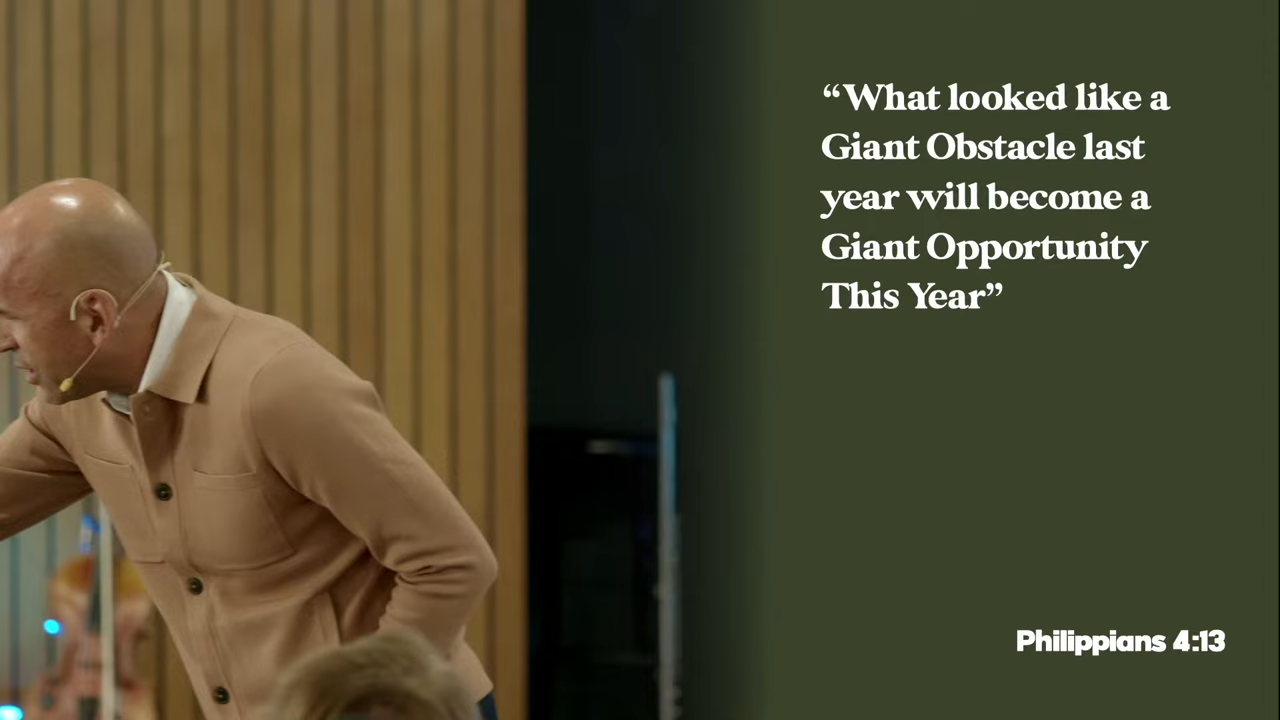 “What looked like a
Giant Obstacle last
year will become a
Giant Opportunity
This Year”
Philippians 4:13